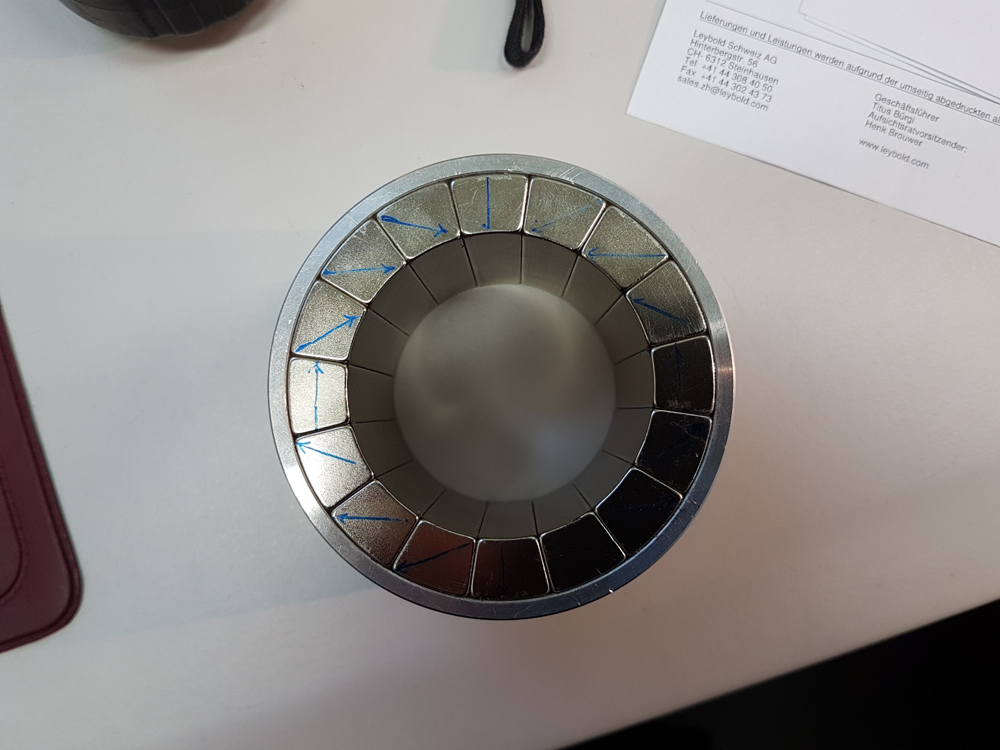 Lieferungen und Leistungen werden aufgrund der umseitig abgedruckten
Leybold Schweiz AG
Hinterbergstr. 56
CH- 6312 Steinhausen
Tel +41 44 308 40 50
Fax +41 44 302 43 73
sales.zh@leybold.com
Geschäftsführer
Titus Bürgi
Aufsichtsratvorsitzender:
Henk Brouwer
www.leybold.com